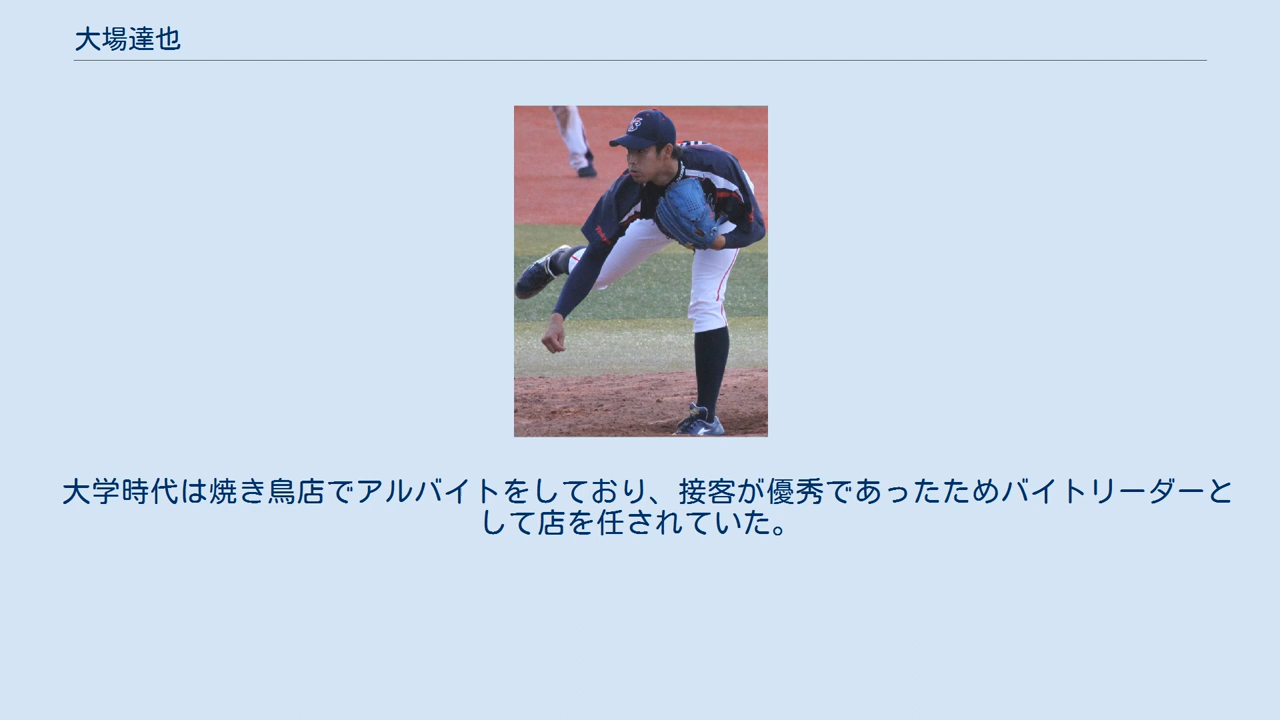 大場達也
大学時代は焼き鳥店でアルバイトをしており、接客が優秀であったためバイトリーダーと
して店を任されていた。